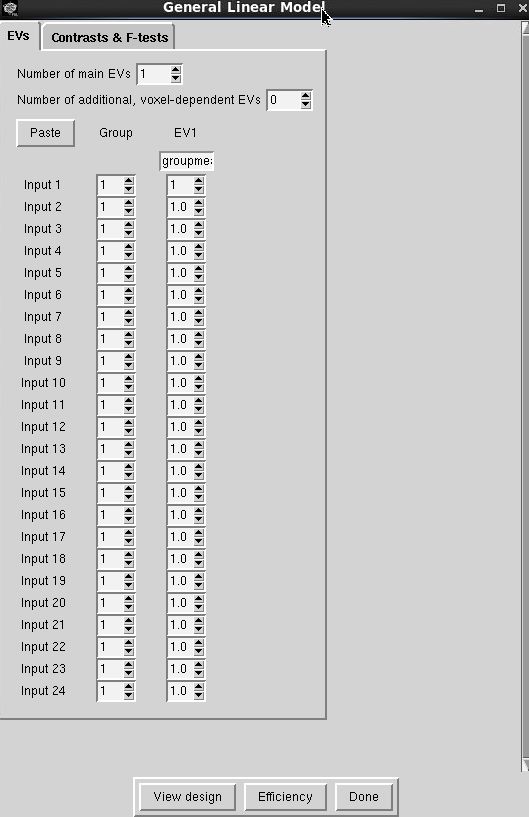 General Linear Model
EVs Contrasts & F-tests
Number of main EVs 1
Number of additional, voxel-dependent EVs 0
Paste Group EV1
groupme
Input 1 1 1
Input 2 1 1.0
Input 3 1 1.0
Input 4 1 1.0
Input 5 1 1.0
Input 6 1 1.0
Input 7 1 1.0
Input 8 1 1.0
Input 9 1 1.0
Input 10 1 1.0
Input 11 1 1.0
Input 12 1 1.0
Input 13 1 1.0
Input 14 1 1.0
Input 15 1 1.0
Input 16 1 1.0
Input 17 1 1.0
Input 18 1 1.0
Input 19 1 1.0
Input 20 1 1.0
Input 21 1 1.0
Input 22 1 1.0
Input 23 1 1.0
Input 24 1 1.0
View design Efficiency Done